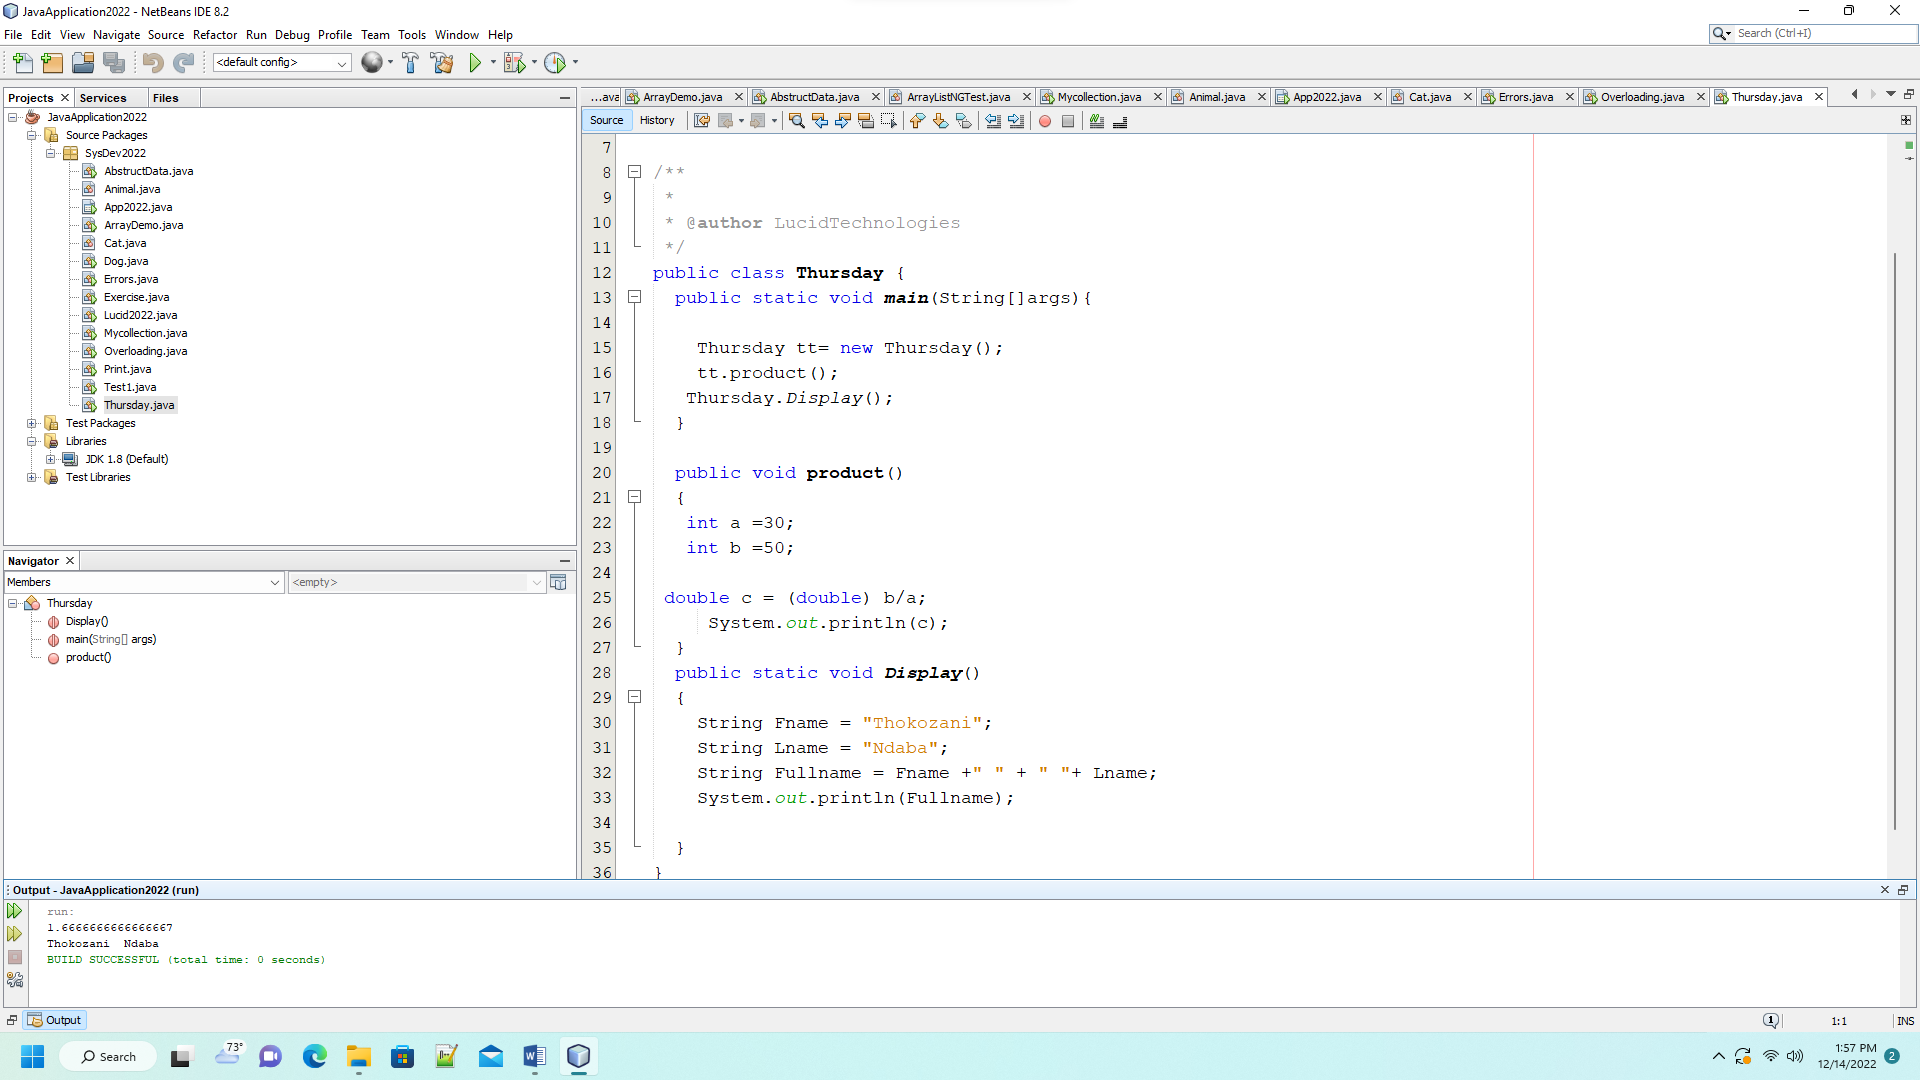 JavaApplication2022 - NetBeans IDE 8.2
File Edit View Navigate Source Refactor Run Debug Profile Team Tools Window Help
Search (Ctrl+I)
<default config>
Projects Services Files
JavaApplication2022
Source Packages
SysDev2022
AbstructData.java
Animal.java
App2022.java
ArrayDemo.java
Cat.java
Dog.java
Errors.java
Exercise.java
Lucid2022.java
Mycollection.java
Overloading.java
Print.java
Test1.java
Thursday.java
Test Packages
Libraries
JDK 1.8 (Default)
Test Libraries
Navigator
Members <empty>
Thursday
Display()
main(String[] args)
product()
...ava ArrayDemo.java AbstructData.java ArrayListNGTest.java Mycollection.java Animal.java App2022.java Cat.java Errors.java Overloading.java Thursday.java
Source History
7
8 /**
9 *
10 * @author LucidTechnologies
11 */
12 public class Thursday {
13 public static void main(String[]args){
14
15 Thursday tt= new Thursday();
16 tt.product();
17 Thursday.Display();
18 }
19
20 public void product()
21 {
22 int a =30;
23 int b =50;
24
25 double c = (double) b/a;
26 System.out.println(c);
27 }
28 public static void Display()
29 {
30 String Fname = "Thokozani";
31 String Lname = "Ndaba";
32 String Fullname = Fname +" " + " "+ Lname;
33 System.out.println(Fullname);
34
35 }
36 }
Output - JavaApplication2022 (run)
run:
1.6666666666666667
Thokozani  Ndaba
BUILD SUCCESSFUL (total time: 0 seconds)
Output
1 1:1 INS
Search
73°
1:57 PM
12/14/2022
2